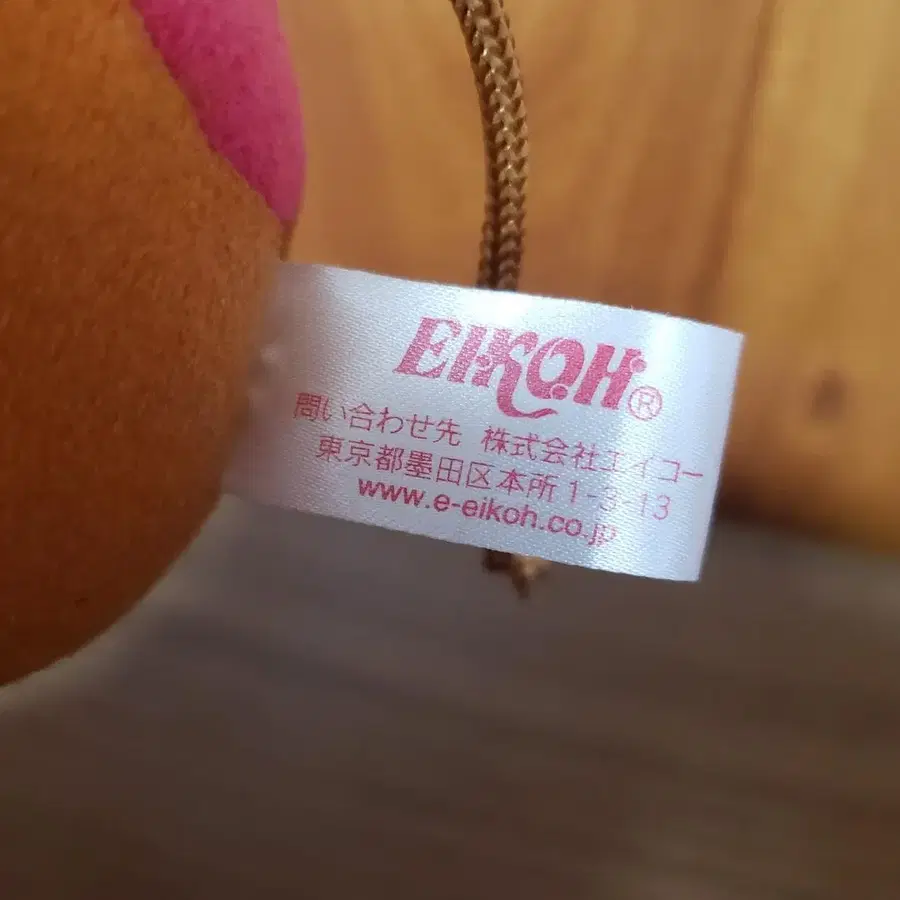 EIKOH®
問い合わせ先 株式会社エイコー
東京都墨田区本所1-3-13
www.e-eikoh.co.jp